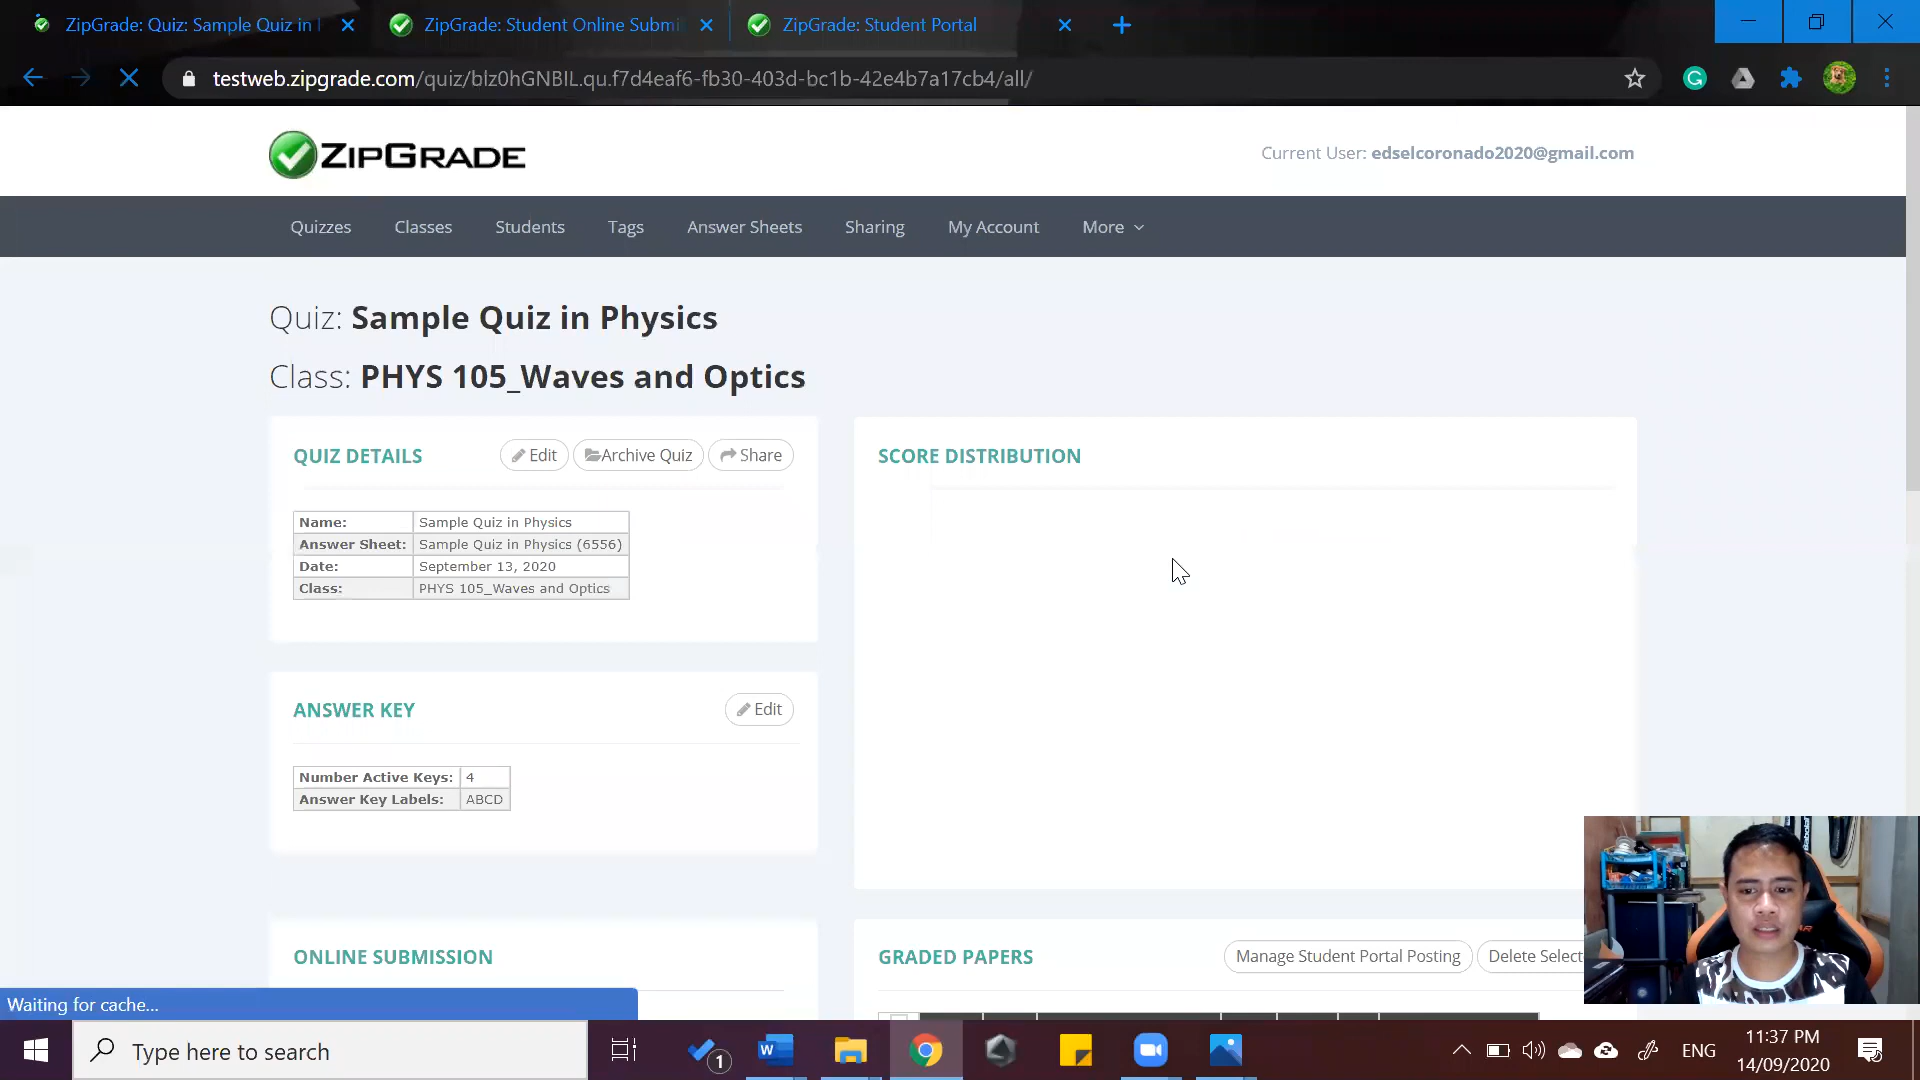 ZipGrade: Quiz: Sample Quiz in
ZipGrade: Student Online Submi
ZipGrade: Student Portal
testweb.zipgrade.com/quiz/blz0hGNBIL.qu.f7d4eaf6-fb30-403d-bc1b-42e4b7a17cb4/all/
ZIPGRADE
Current User: edselcoronado2020@gmail.com
Quizzes Classes Students Tags Answer Sheets Sharing My Account More
Quiz: Sample Quiz in Physics
Class: PHYS 105_Waves and Optics
QUIZ DETAILS Edit Archive Quiz Share
Name: Sample Quiz in Physics
Answer Sheet: Sample Quiz in Physics (6556)
Date: September 13, 2020
Class: PHYS 105_Waves and Optics
SCORE DISTRIBUTION
ANSWER KEY Edit
Number Active Keys: 4
Answer Key Labels: ABCD
ONLINE SUBMISSION
GRADED PAPERS Manage Student Portal Posting Delete Select
Waiting for cache...
Type here to search
1
ENG
11:37 PM
14/09/2020